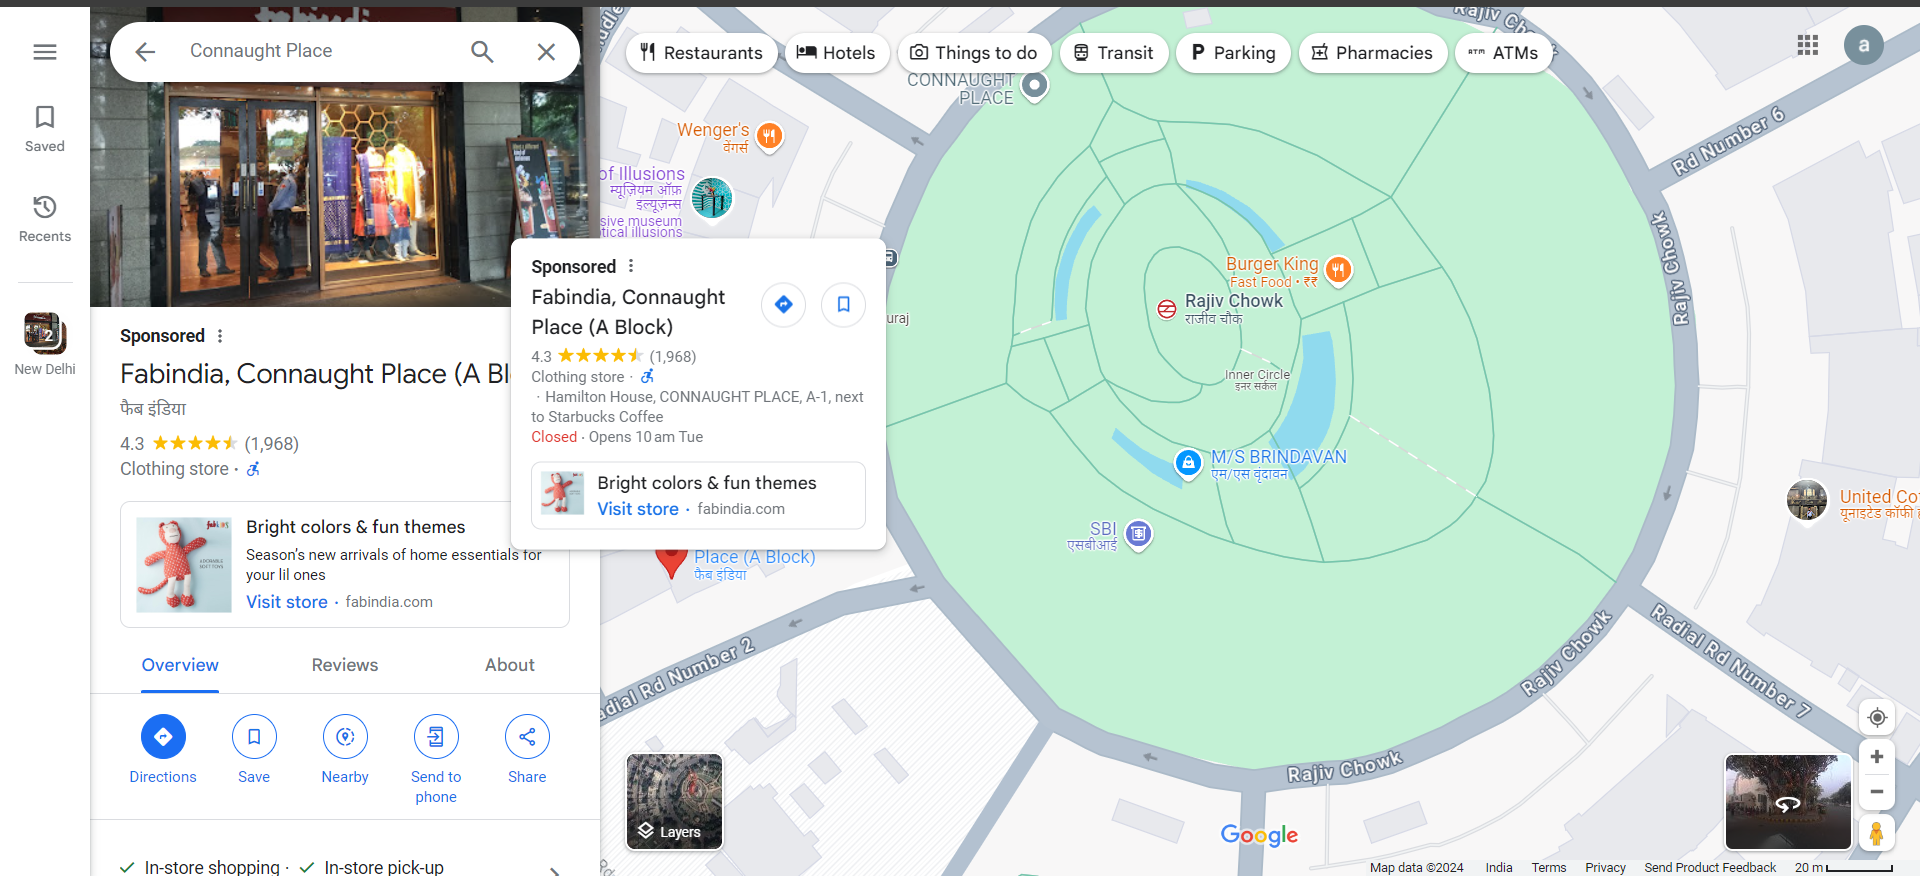 Connaught Place
Saved
Recents
2
New Delhi
Sponsored
Fabindia, Connaught Place (A Bl
फैब इंडिया
4.3 (1,968)
Clothing store ·
Bright colors & fun themes
Season's new arrivals of home essentials for
your lil ones
Visit store · fabindia.com
Overview
Reviews
About
Directions
Save
Nearby
Send to
phone
Share
In-store shopping · In-store pick-up
Sponsored
Fabindia, Connaught
Place (A Block)
4.3 (1,968)
Clothing store ·
· Hamilton House, CONNAUGHT PLACE, A-1, next
to Starbucks Coffee
Closed · Opens 10 am Tue
Bright colors & fun themes
Visit store · fabindia.com
Restaurants
Hotels
Things to do
Transit
P Parking
Pharmacies
ATM ATMs
a
CONNAUGHT
PLACE
Wenger's
वेंगर्स
of Illusions
म्यूज़ियम ऑफ़
इल्यूज़न्स
sive museum
tical illusions
uraj
Place (A Block)
फैब इंडिया
Burger King
Fast Food • ₹₹
Rajiv Chowk
राजीव चौक
Inner Circle
इनर सर्कल
M/S BRINDAVAN
एम/एस वृंदावन
SBI
एसबीआई
Rajiv Ch
Rd Number 6
Rajiv Chowk
United Co
यूनाइटेड कॉफी
Rajiv Chowk
Radial Rd Number 7
Rajiv Chowk
adial Rd Number 2
Layers
Google
Map data ©2024 India Terms Privacy Send Product Feedback 20 m